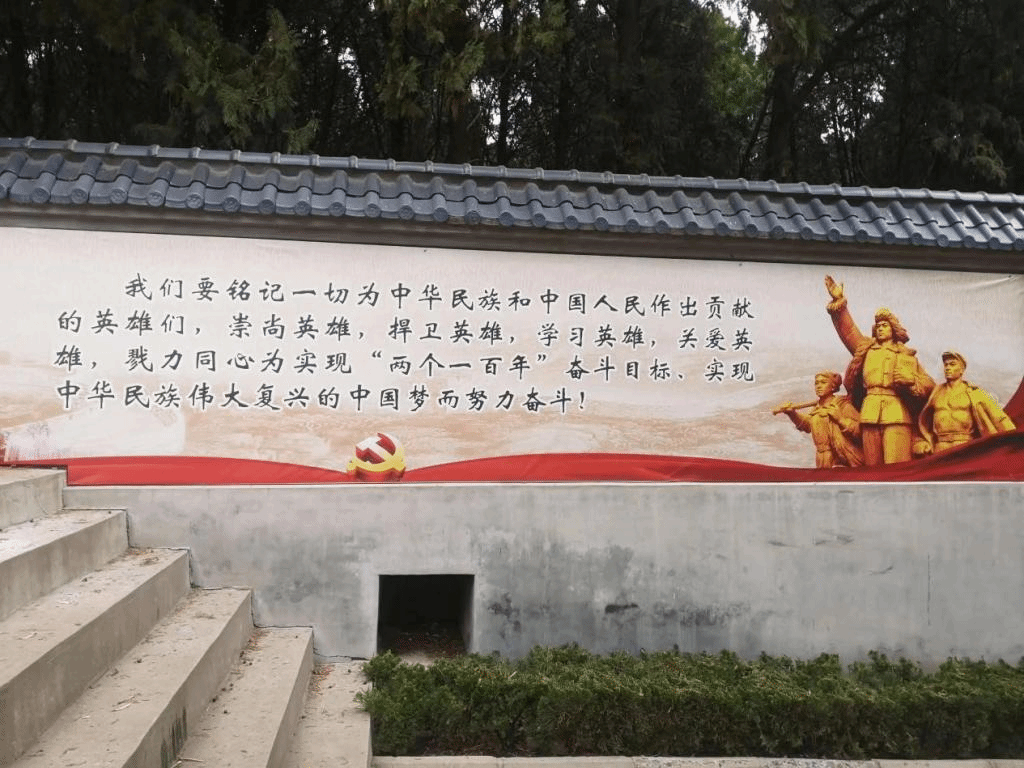 我们要铭记一切为中华民族和中国人民作出贡献
的英雄们，崇尚英雄，捍卫英雄，学习英雄，关爱英
雄，戮力同心为实现“两个一百年”奋斗目标、实现
中华民族伟大复兴的中国梦而努力奋斗！